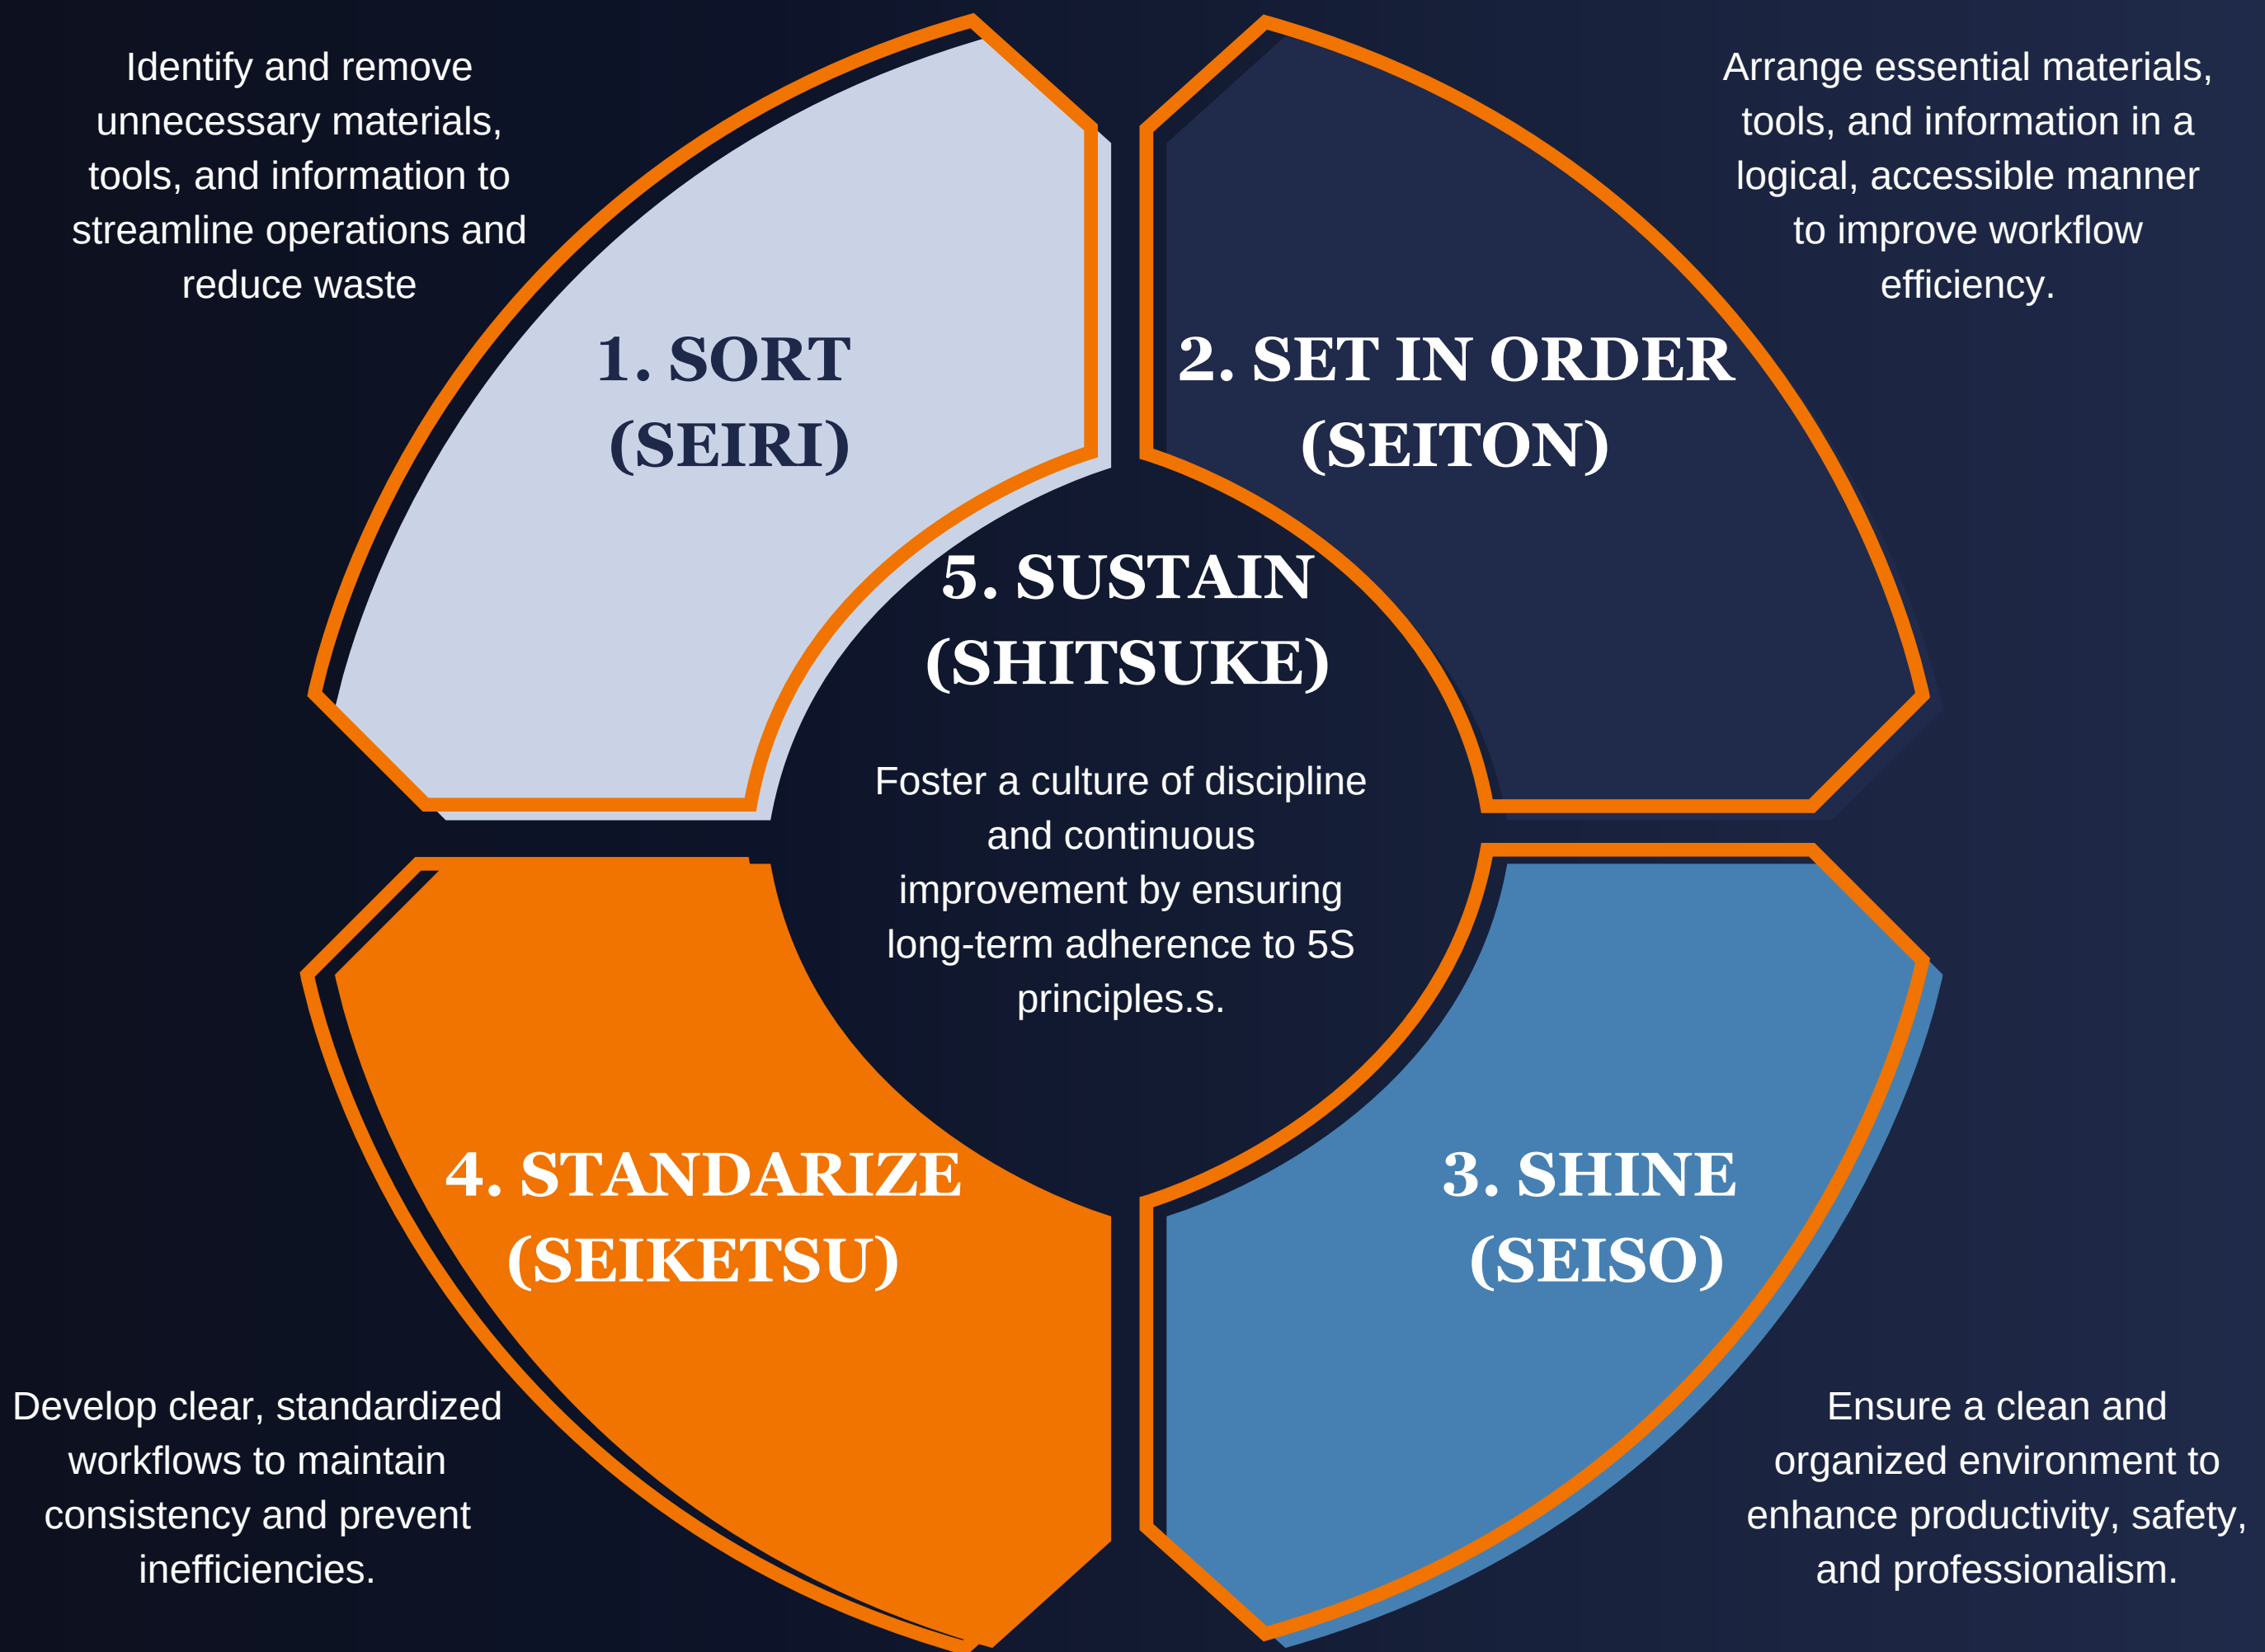 Identify and remove
unnecessary materials,
tools, and information to
streamline operations and
reduce waste
1. SORT
(SEIRI)
Arrange essential materials,
tools, and information in a
logical, accessible manner
to improve workflow
efficiency.
2. SET IN ORDER
(SEITON)
5. SUSTAIN
(SHITSUKE)
Foster a culture of discipline
and continuous
improvement by ensuring
long-term adherence to 5S
principles.s.
4. STANDARIZE
(SEIKETSU)
Develop clear, standardized
workflows to maintain
consistency and prevent
inefficiencies.
3. SHINE
(SEISO)
Ensure a clean and
organized environment to
enhance productivity, safety,
and professionalism.